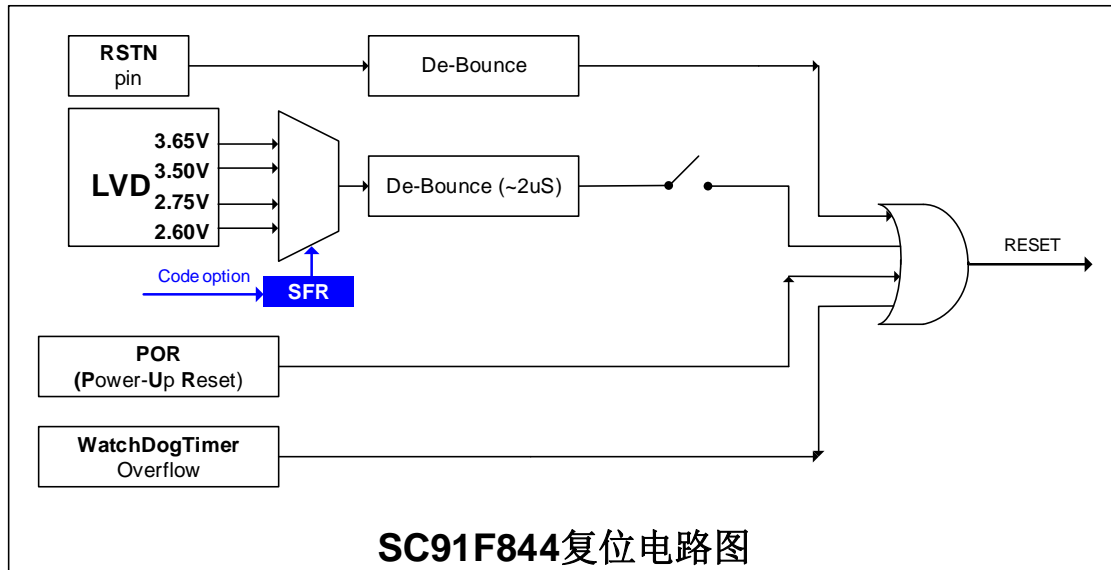 RSTN
pin
De-Bounce
LVD
3.65V
3.50V
2.75V
2.60V
De-Bounce (~2uS)
Code option
SFR
RESET
POR
(Power-Up Reset)
WatchDogTimer
Overflow
SC91F844复位电路图